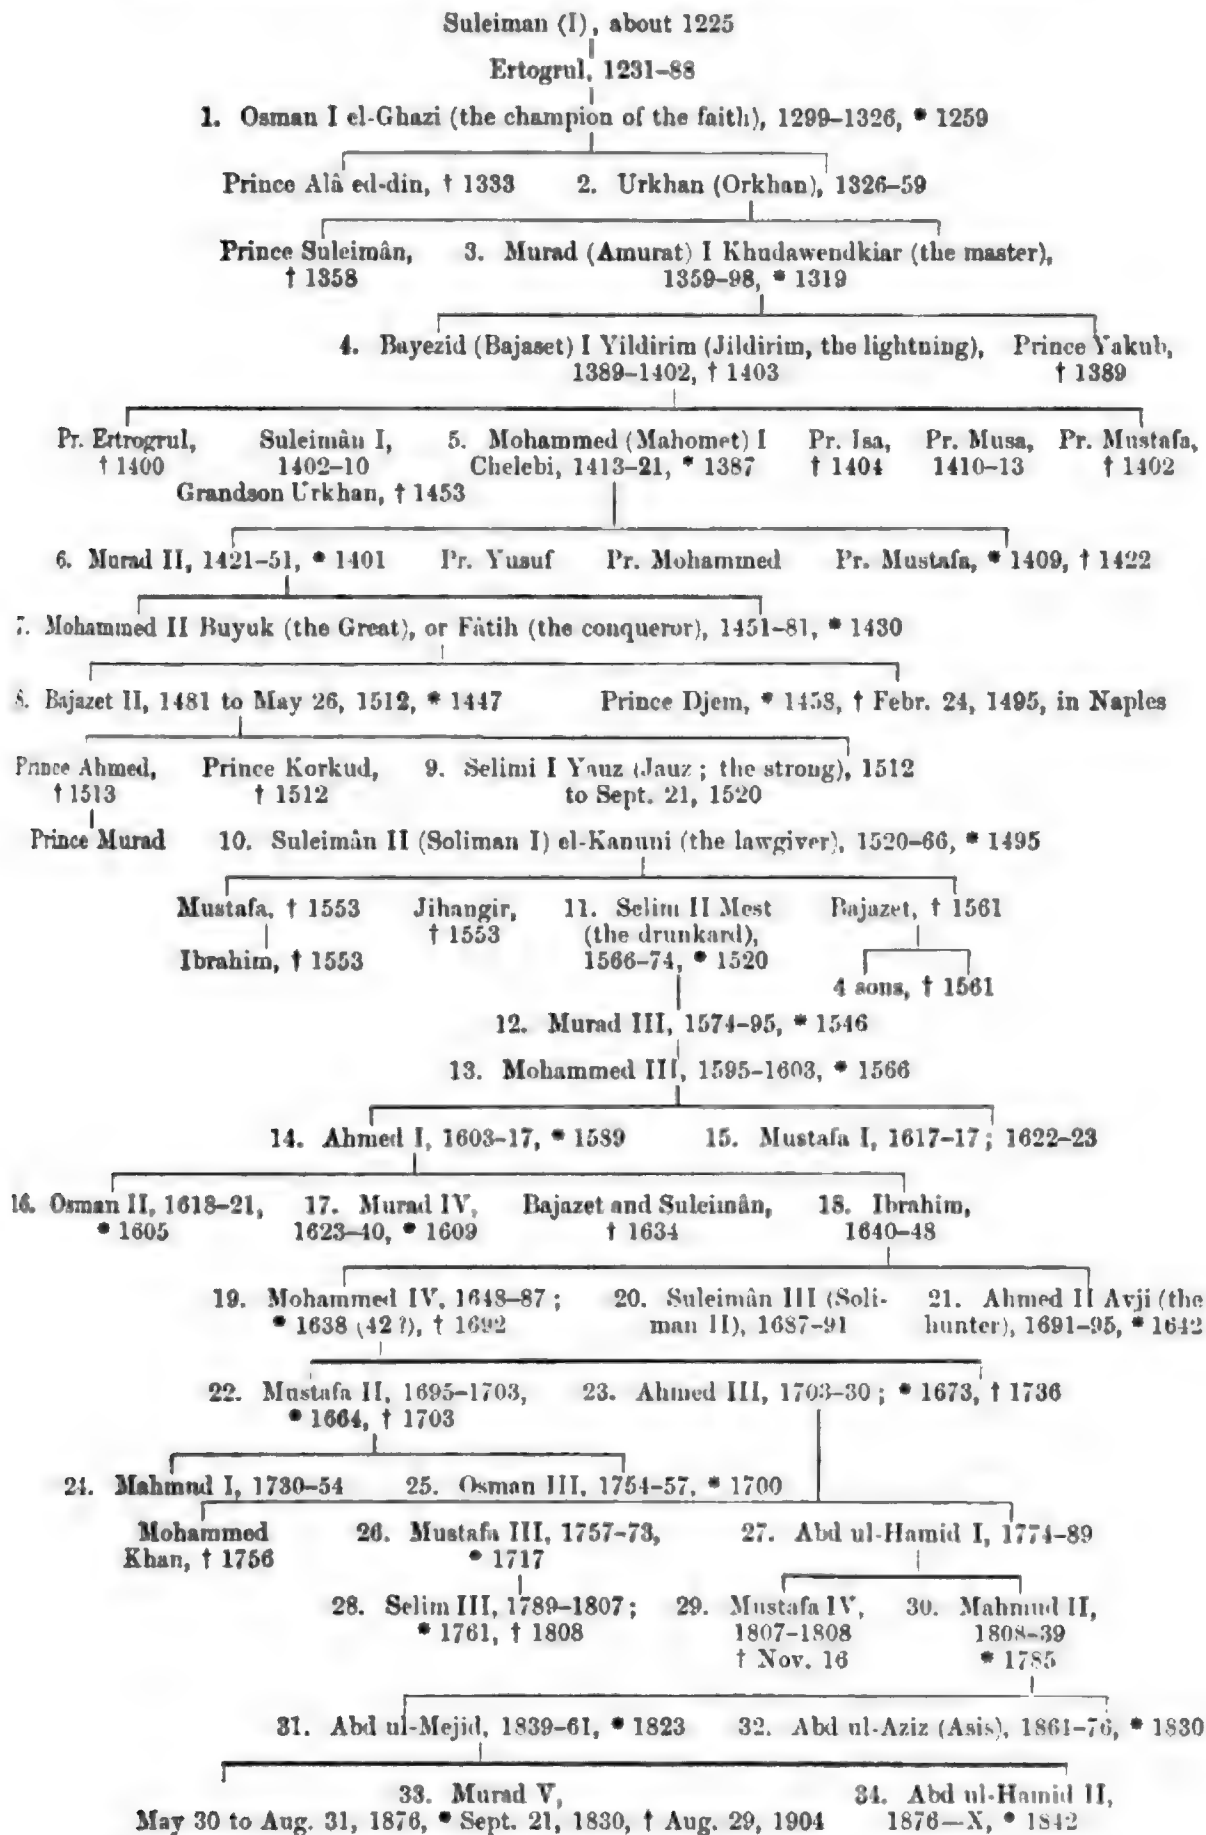 Suleiman (I), about 1225
Ertogrul, 1231–88
1. Osman I el-Ghazi (the champion of the faith), 1299–1326, * 1259
Prince Alâ ed-din, † 1333 2. Urkhan (Orkhan), 1326–59
Prince Suleimân, 3. Murad (Amurat) I Khudawendkiar (the master),
† 1358 1359–98, * 1319
4. Bayezid (Bajaset) I Yildirim (Jildirim, the lightning), Prince Yakub,
1389–1402, † 1403 † 1389
Pr. Ertrogrul, Suleimân I, 5. Mohammed (Mahomet) I Pr. Isa, Pr. Musa, Pr. Mustafa,
† 1400 1402–10 Chelebi, 1413–21, * 1387 † 1404 1410–13 † 1402
Grandson Urkhan, † 1453
6. Murad II, 1421–51, * 1401 Pr. Yusuf Pr. Mohammed Pr. Mustafa, * 1409, † 1422
7. Mohammed II Buyuk (the Great), or Fâtih (the conqueror), 1451–81, * 1430
8. Bajazet II, 1481 to May 26, 1512, * 1447 Prince Djem, * 1458, † Febr. 24, 1495, in Naples
Prince Ahmed, Prince Korkud, 9. Selimi I Yauz (Jauz; the strong), 1512
† 1513 † 1512 to Sept. 21, 1520
Prince Murad 10. Suleimân II (Soliman I) el-Kanuni (the lawgiver), 1520–66, * 1495
Mustafa, † 1553 Jihangir, 11. Selim II Mest Bajazet, † 1561
† 1553 (the drunkard),
Ibrahim, † 1553 1566–74, * 1520
4 sons, † 1561
12. Murad III, 1574–95, * 1546
13. Mohammed III, 1595–1603, * 1566
14. Ahmed I, 1603–17, * 1589 15. Mustafa I, 1617–17; 1622–23
16. Osman II, 1618–21, 17. Murad IV, Bajazet and Suleimân, 18. Ibrahim,
* 1605 1623–40, * 1609 † 1634 1640–48
19. Mohammed IV, 1648–87; 20. Suleimân III (Soli- 21. Ahmed II Avji (the
* 1638 (42?), † 1692 man II), 1687–91 hunter), 1691–95, * 1642
22. Mustafa II, 1695–1703, 23. Ahmed III, 1703–30; * 1673, † 1736
* 1664, † 1703
24. Mahmud I, 1730–54 25. Osman III, 1754–57, * 1700
Mohammed 26. Mustafa III, 1757–73, 27. Abd ul-Hamid I, 1774–89
Khan, † 1756 * 1717
28. Selim III, 1789–1807; 29. Mustafa IV, 30. Mahmud II,
* 1761, † 1808 1807–1808 1808–39
† Nov. 16 * 1785
31. Abd ul-Mejid, 1839–61, * 1823 32. Abd ul-Aziz (Asis), 1861–76, * 1830
33. Murad V, 34. Abd ul-Hamid II,
May 30 to Aug. 31, 1876, * Sept. 21, 1830, † Aug. 29, 1904 1876—X, * 1842